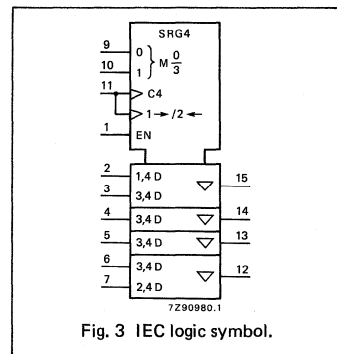 SRG4
9 0
10 1 } M 0/3
11 C4
1→/2←
1 EN
2 1,4 D 15
3 3,4 D
4 3,4 D 14
5 3,4 D 13
6 3,4 D 12
7 2,4 D
7Z90980.1
Fig. 3 IEC logic symbol.